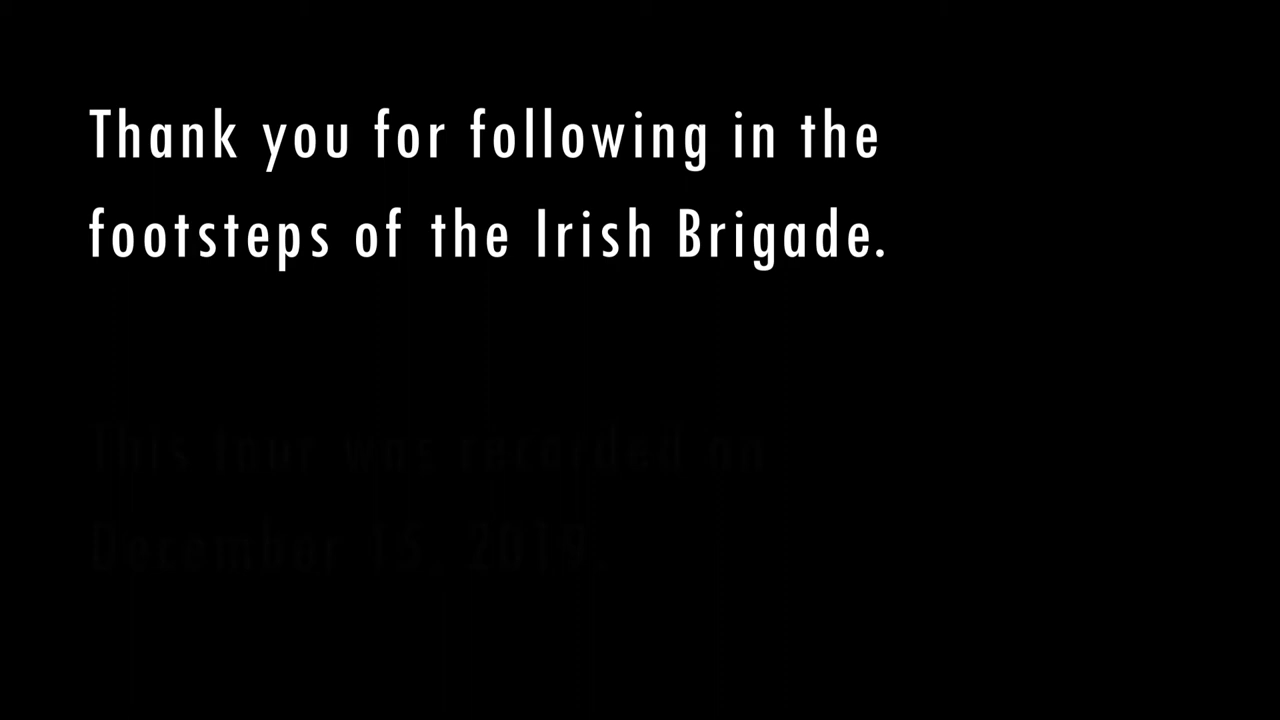 Thank you for following in the
footsteps of the Irish Brigade.
This tour was recorded on
December 15, 2019.